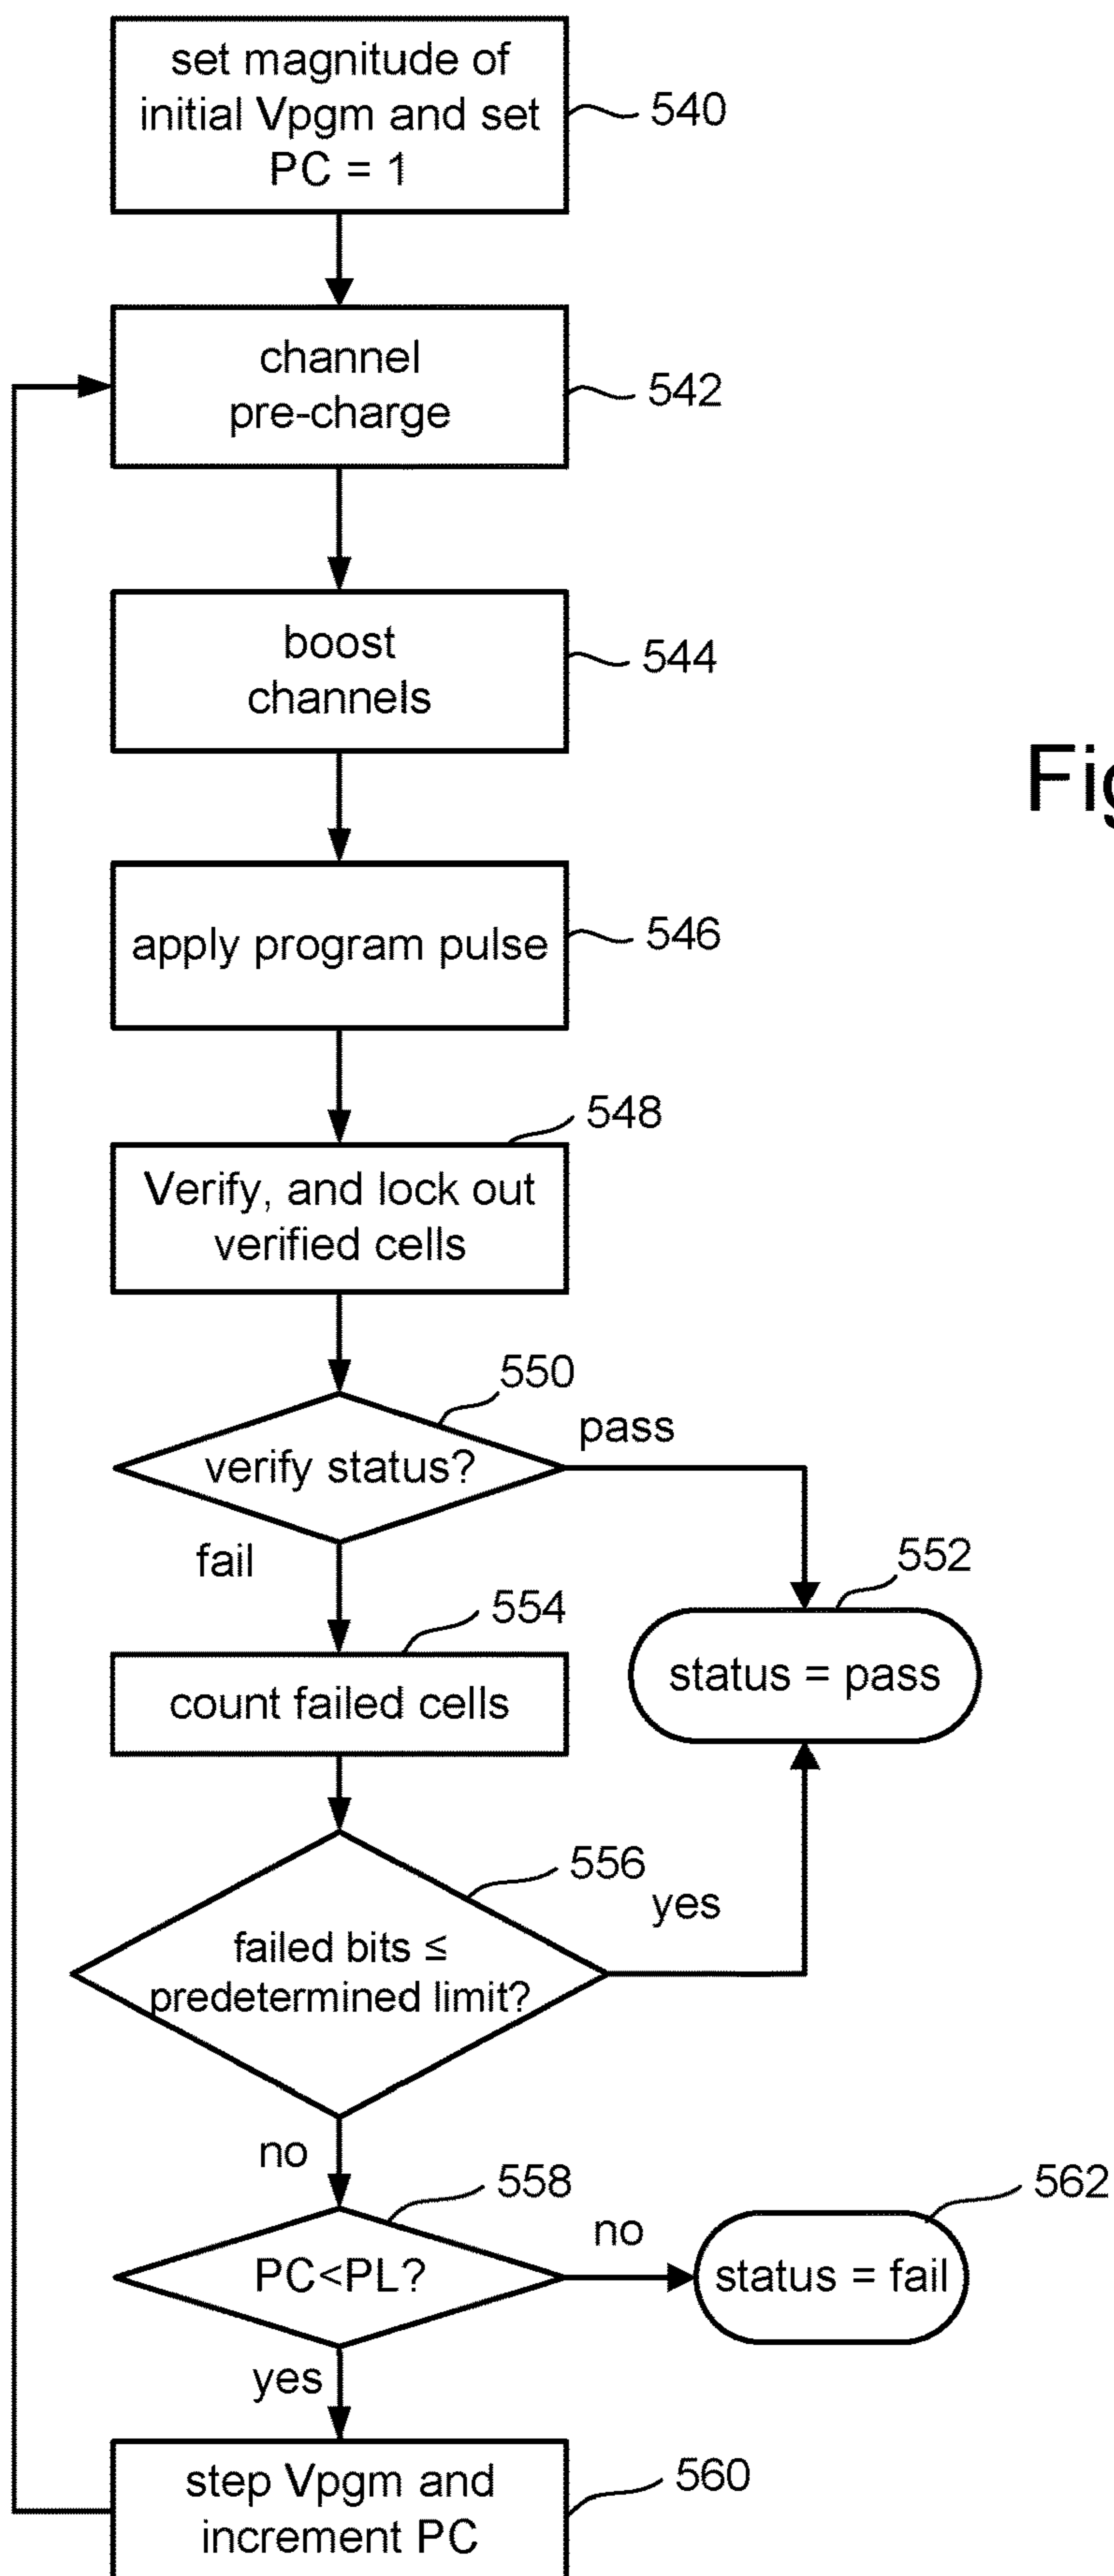 set magnitude of
initial Vpgm and set
PC = 1
540
channel
pre-charge
542
boost
channels
544
Fig
apply program pulse
546
548
Verify, and lock out
verified cells
550
pass
verify status?
fail
552
554
status = pass
count failed cells
556
yes
failed bits ≤
predetermined limit?
no
558
562
no
PC<PL?
status = fail
yes
step Vpgm and
increment PC
560